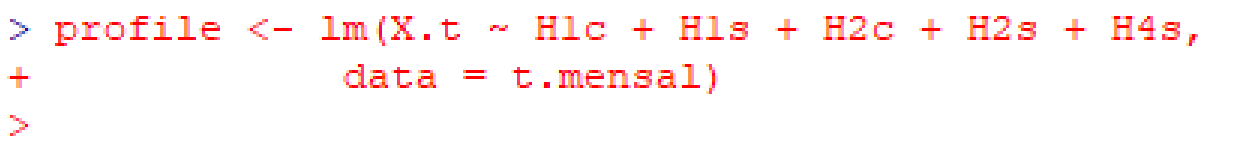 > profile <- lm(X.t ~ H1c + H1s + H2c + H2s + H4s,
+              data = t.mensal)
>